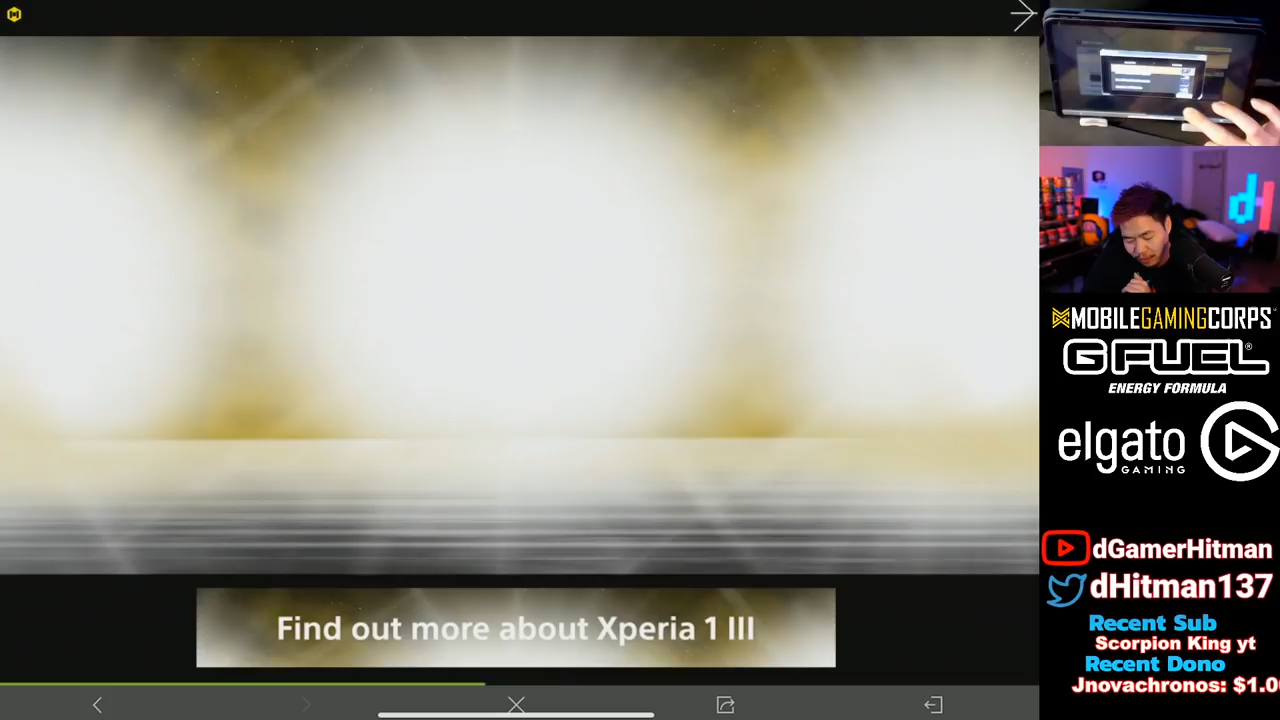 Find out more about Xperia 1 III
MOBILEGAMINGCORPS
G FUEL®
ENERGY FORMULA
elgato
GAMING
dGamerHitman
dHitman137
Recent Sub
Scorpion King yt
Recent Dono
Jnovachronos: $1.0